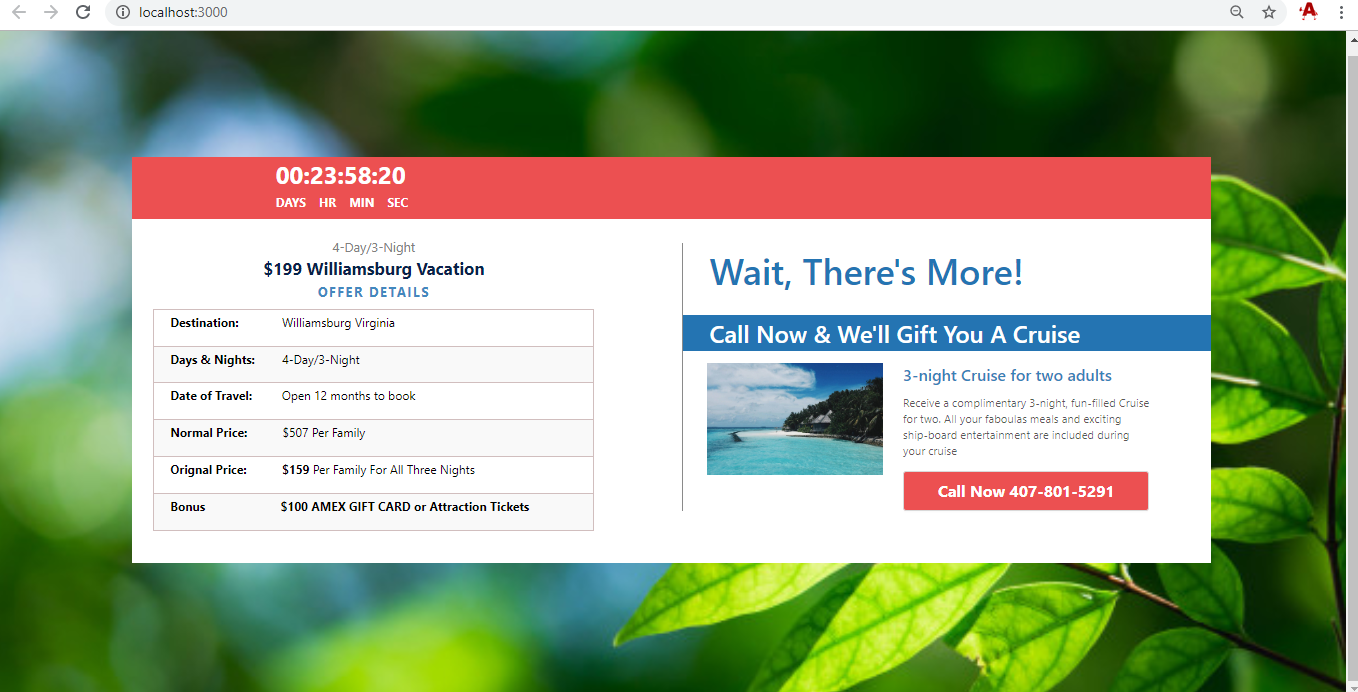 localhost:3000
00:23:58:20
DAYS HR MIN SEC
4-Day/3-Night
$199 Williamsburg Vacation
OFFER DETAILS
Destination: Williamsburg Virginia
Days & Nights: 4-Day/3-Night
Date of Travel: Open 12 months to book
Normal Price: $507 Per Family
Orignal Price: $159 Per Family For All Three Nights
Bonus $100 AMEX GIFT CARD or Attraction Tickets
Wait, There's More!
Call Now & We'll Gift You A Cruise
3-night Cruise for two adults
Receive a complimentary 3-night, fun-filled Cruise
for two. All your faboulas meals and exciting
ship-board entertainment are included during
your cruise
Call Now 407-801-5291